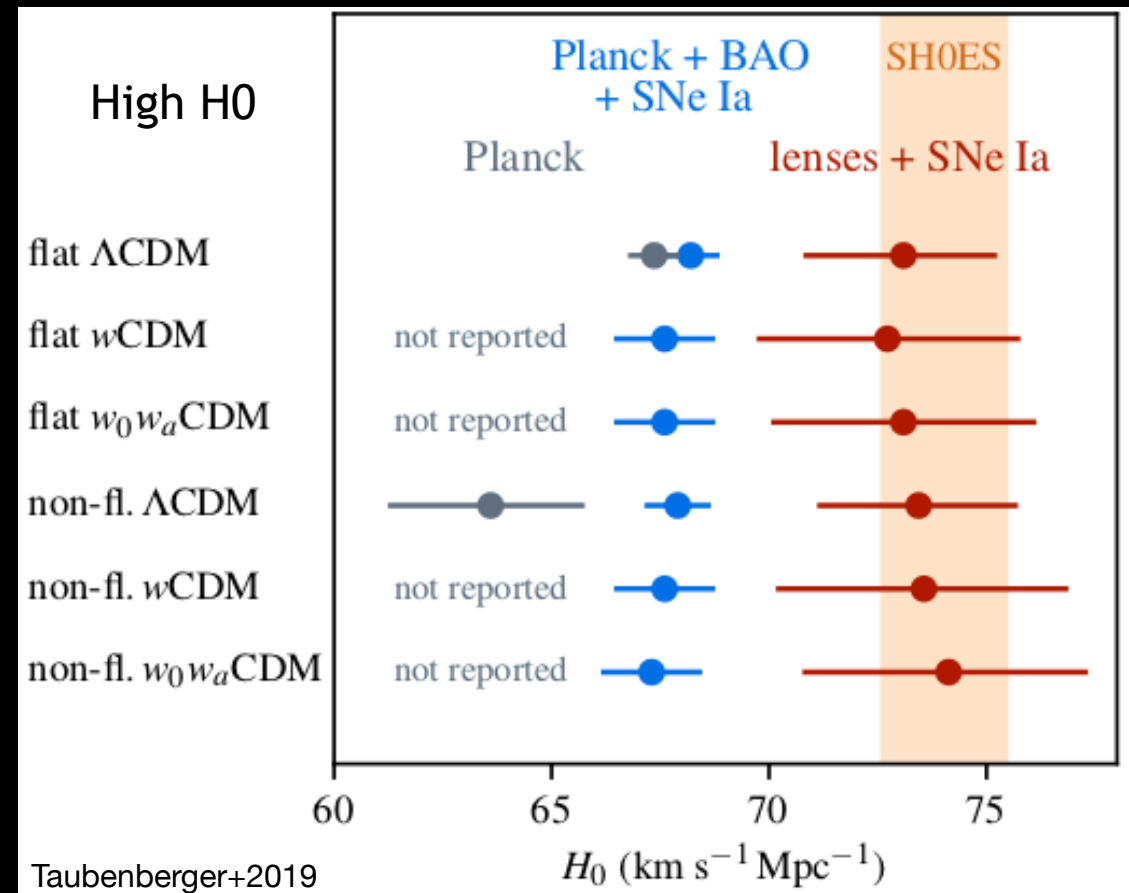 High H0
Planck + BAO
+ SNe Ia
SH0ES
Planck
lenses + SNe Ia
flat ΛCDM
flat wCDM
not reported
flat w₀wₐCDM
not reported
non-fl. ΛCDM
non-fl. wCDM
not reported
non-fl. w₀wₐCDM
not reported
60 65 70 75
H₀ (km s⁻¹ Mpc⁻¹)
Taubenberger+2019